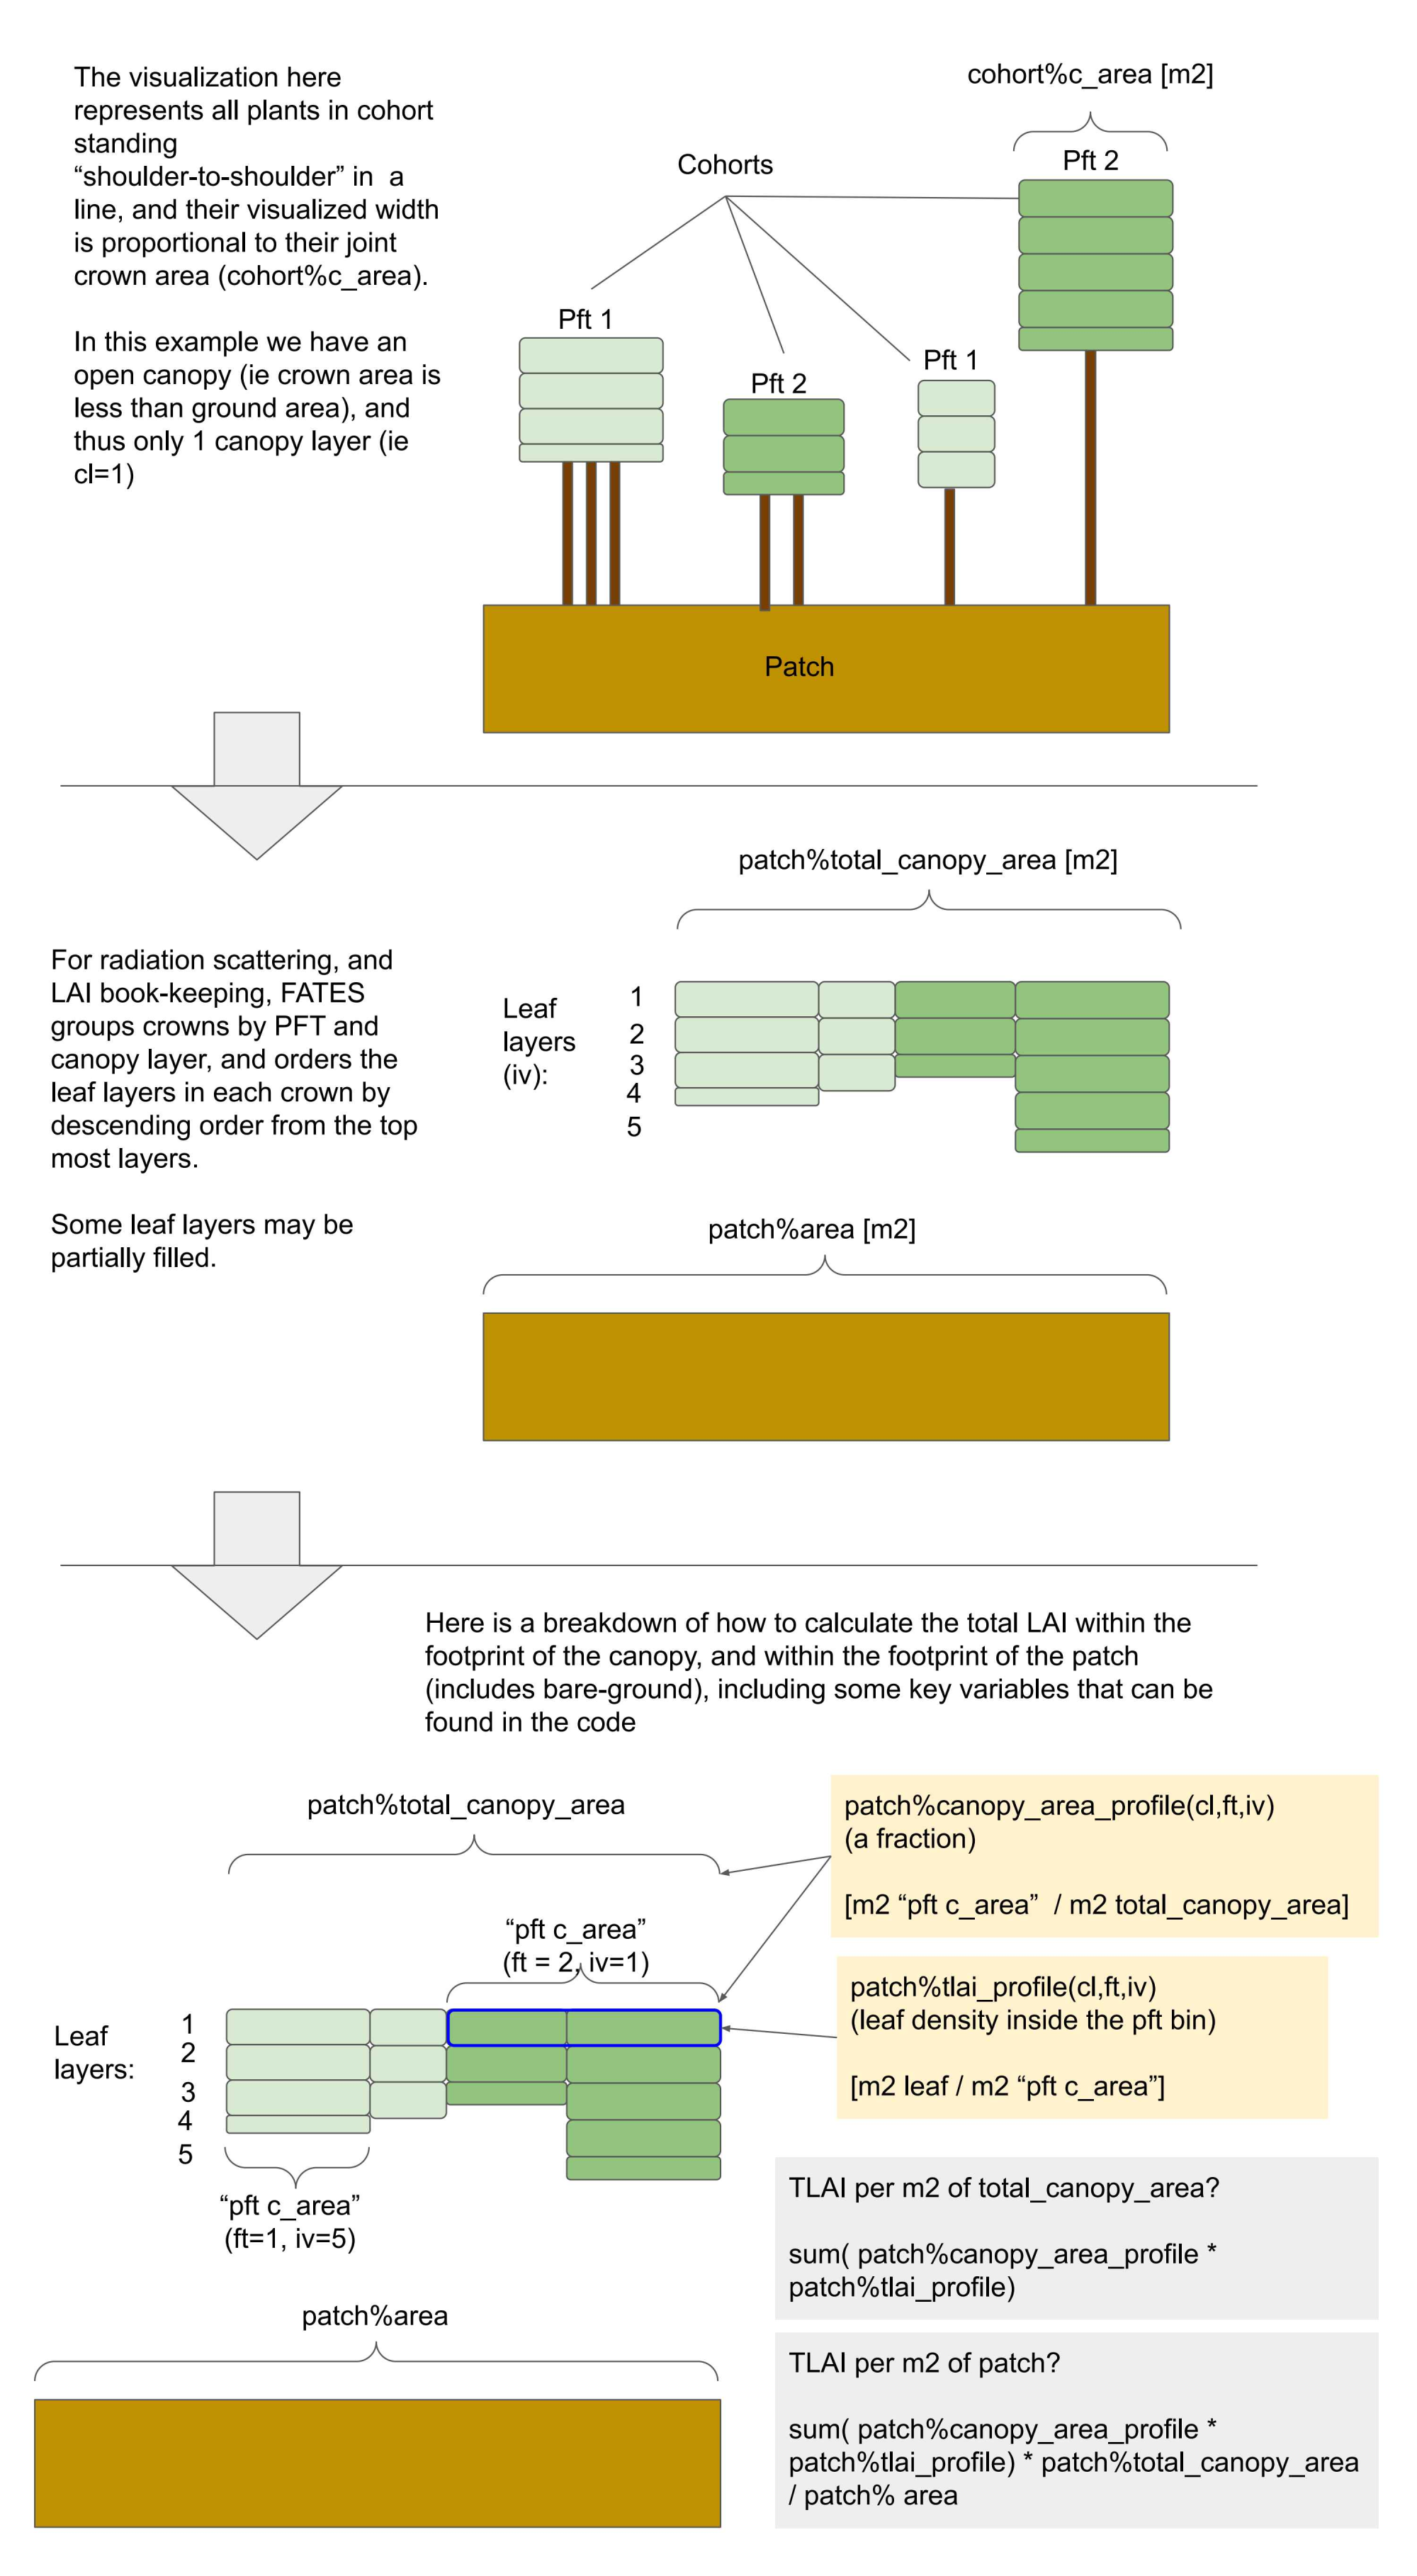 The visualization here
represents all plants in cohort
standing
“shoulder-to-shoulder” in  a
line, and their visualized width
is proportional to their joint
crown area (cohort%c_area).
In this example we have an
open canopy (ie crown area is
less than ground area), and
thus only 1 canopy layer (ie
cl=1)
cohort%c_area [m2]
Cohorts
Pft 2
Pft 1
Pft 2
Pft 1
Patch
patch%total_canopy_area [m2]
For radiation scattering, and
LAI book-keeping, FATES
groups crowns by PFT and
canopy layer, and orders the
leaf layers in each crown by
descending order from the top
most layers.
Some leaf layers may be
partially filled.
Leaf
layers
(iv):
1
2
3
4
5
patch%area [m2]
Here is a breakdown of how to calculate the total LAI within the
footprint of the canopy, and within the footprint of the patch
(includes bare-ground), including some key variables that can be
found in the code
patch%total_canopy_area
patch%canopy_area_profile(cl,ft,iv)
(a fraction)
[m2 “pft c_area”  / m2 total_canopy_area]
“pft c_area”
(ft = 2, iv=1)
patch%tlai_profile(cl,ft,iv)
(leaf density inside the pft bin)
[m2 leaf / m2 “pft c_area”]
Leaf
layers:
1
2
3
4
5
“pft c_area”
(ft=1, iv=5)
TLAI per m2 of total_canopy_area?
sum( patch%canopy_area_profile *
patch%tlai_profile)
patch%area
TLAI per m2 of patch?
sum( patch%canopy_area_profile *
patch%tlai_profile) * patch%total_canopy_area
/ patch% area